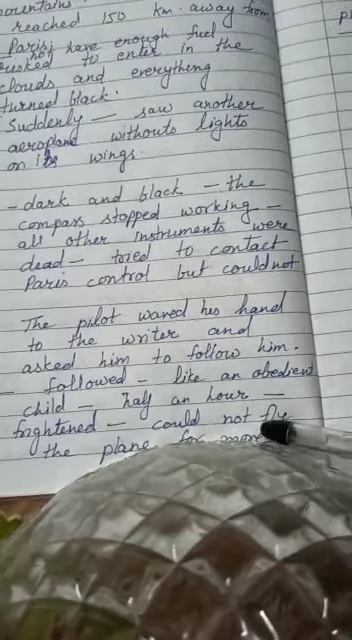 mountains
reached 150 km. away from
Paris, not have enough fuel
risked to enter in the
clouds and everything
turned black.
Suddenly - saw another
aeroplane withouts lights
on its wings.
- dark and black - the
compass stopped working -
all other instruments were
dead - tried to contact
Paris control but could not
The pilot waved his hand
to the writer and
asked him to follow him.
- followed - like an obedient
child - half an hour -
frightened - could not fly
the plane for more